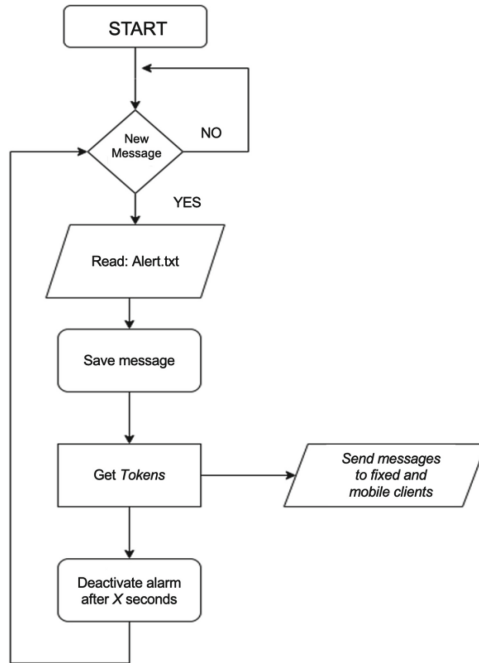 START
New
Message
NO
YES
Read: Alert.txt
Save message
Get Tokens
Send messages
to fixed and
mobile clients
Deactivate alarm
after X seconds